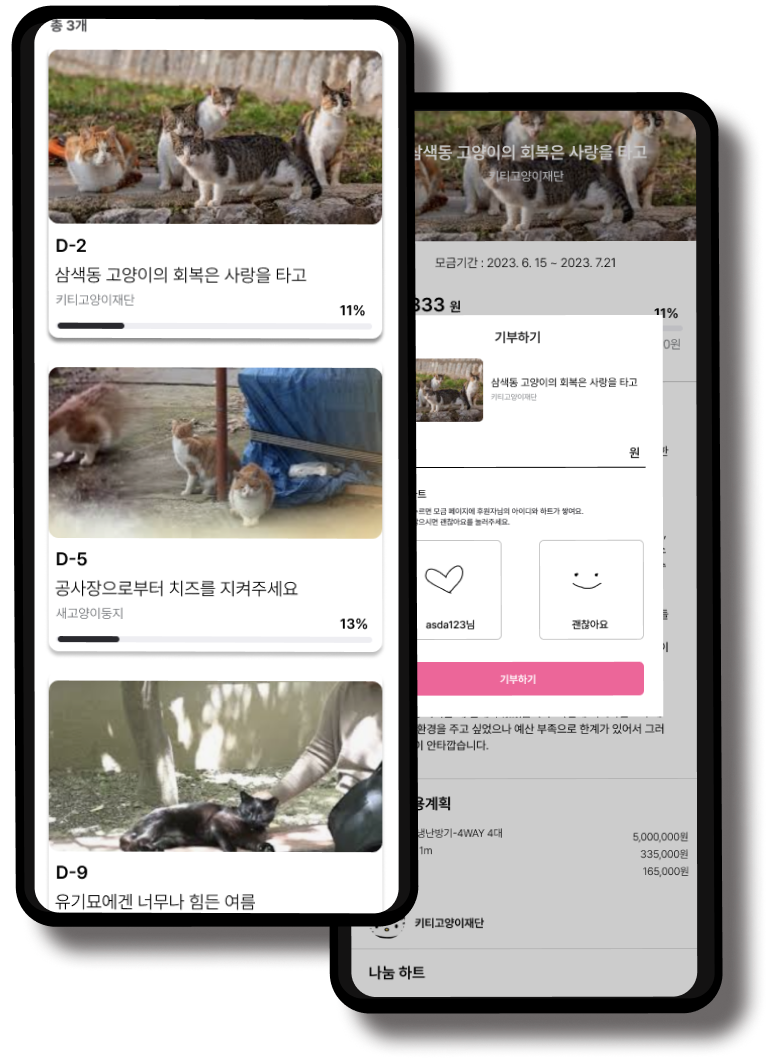 총 3개
D-2
삼색동 고양이의 회복은 사랑을 타고
키티고양이재단
11%
D-5
공사장으로부터 치즈를 지켜주세요
새고양이둥지
13%
D-9
유기묘에겐 너무나 힘든 여름
삼색동 고양이의 회복은 사랑을 타고
키티고양이재단
모금기간 : 2023. 6. 15 ~ 2023. 7.21
333 원
11%
0원
기부하기
삼색동 고양이의 회복은 사랑을 타고
키티고양이재단
원
트
르면 모금 페이지에 후원자님의 아이디와 하트가 쌓여요.
않으시면 괜찮아요를 눌러주세요.
asda123님
괜찮아요
기부하기
환경을 주고 싶었으나 예산 부족으로 한계가 있어서 그러
이 안타깝습니다.
용계획
냉난방기-4WAY 4대
5,000,000원
1m
335,000원
165,000원
키티고양이재단
나눔 하트